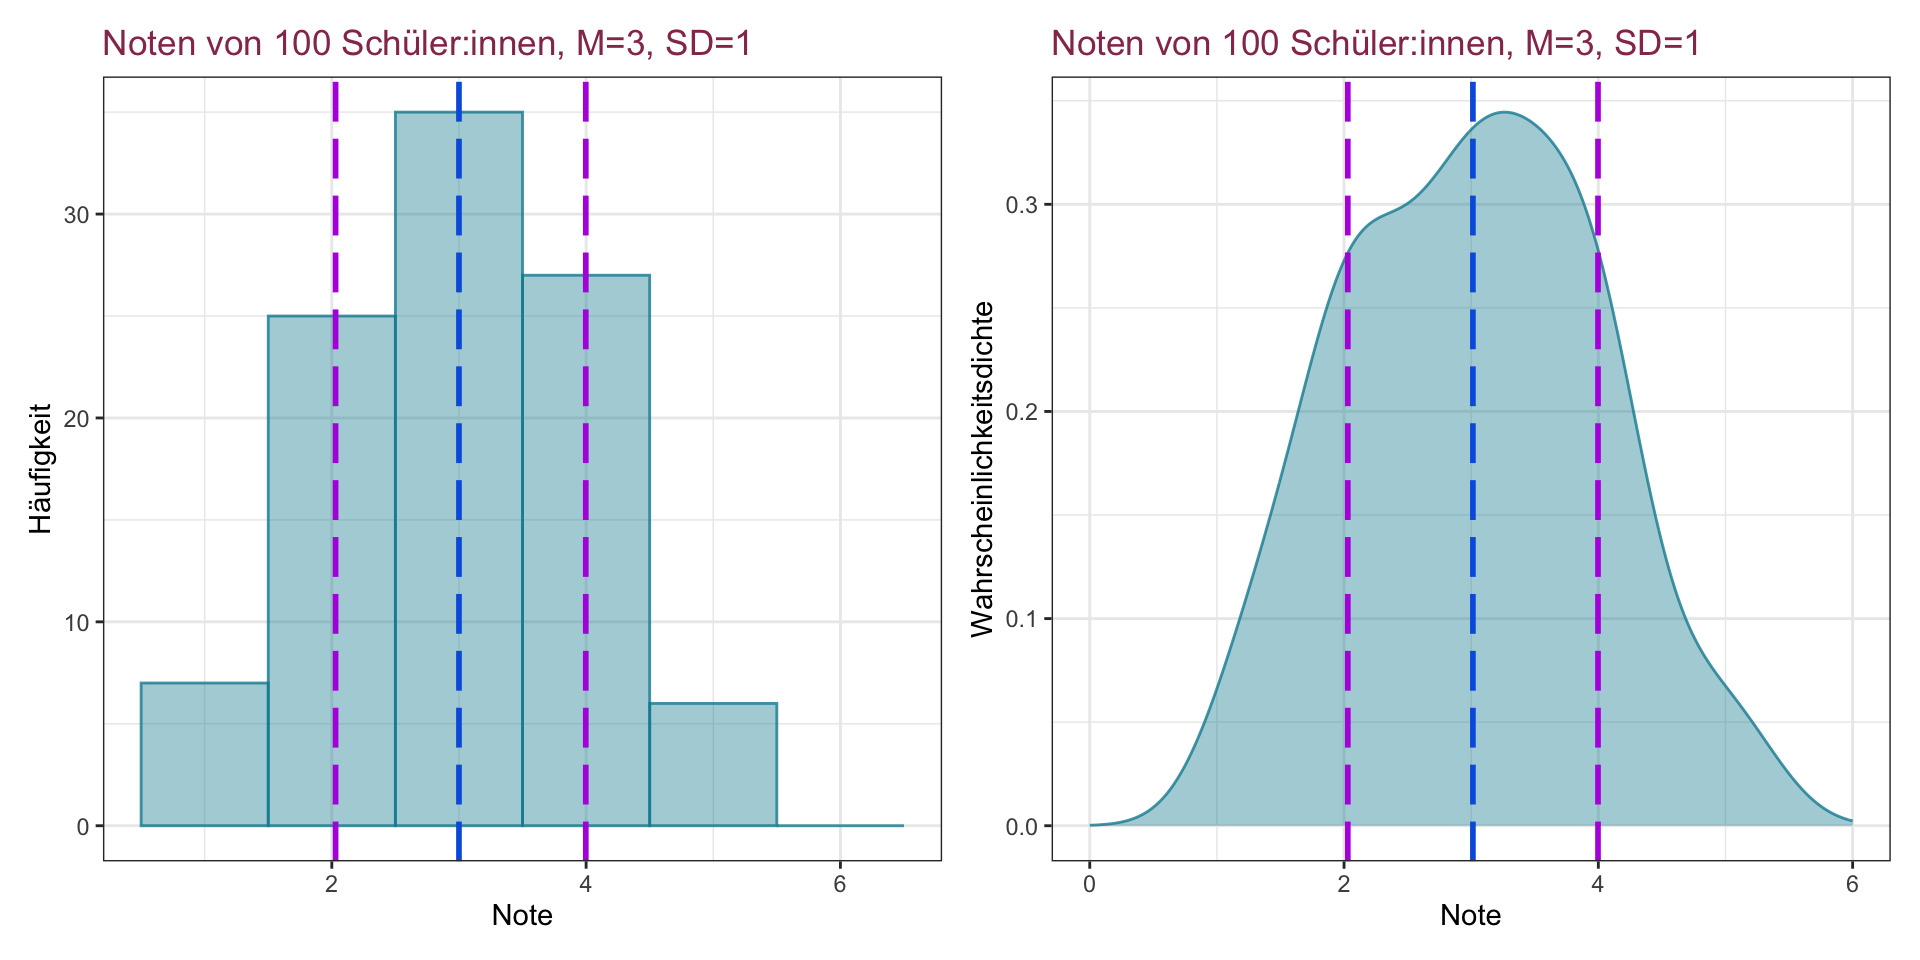 Noten von 100 Schüler:innen, M=3, SD=1
Häufigkeit
30
20
10
0
2 4 6
Note
Noten von 100 Schüler:innen, M=3, SD=1
Wahrscheinlichkeitsdichte
0.3
0.2
0.1
0.0
0 2 4 6
Note